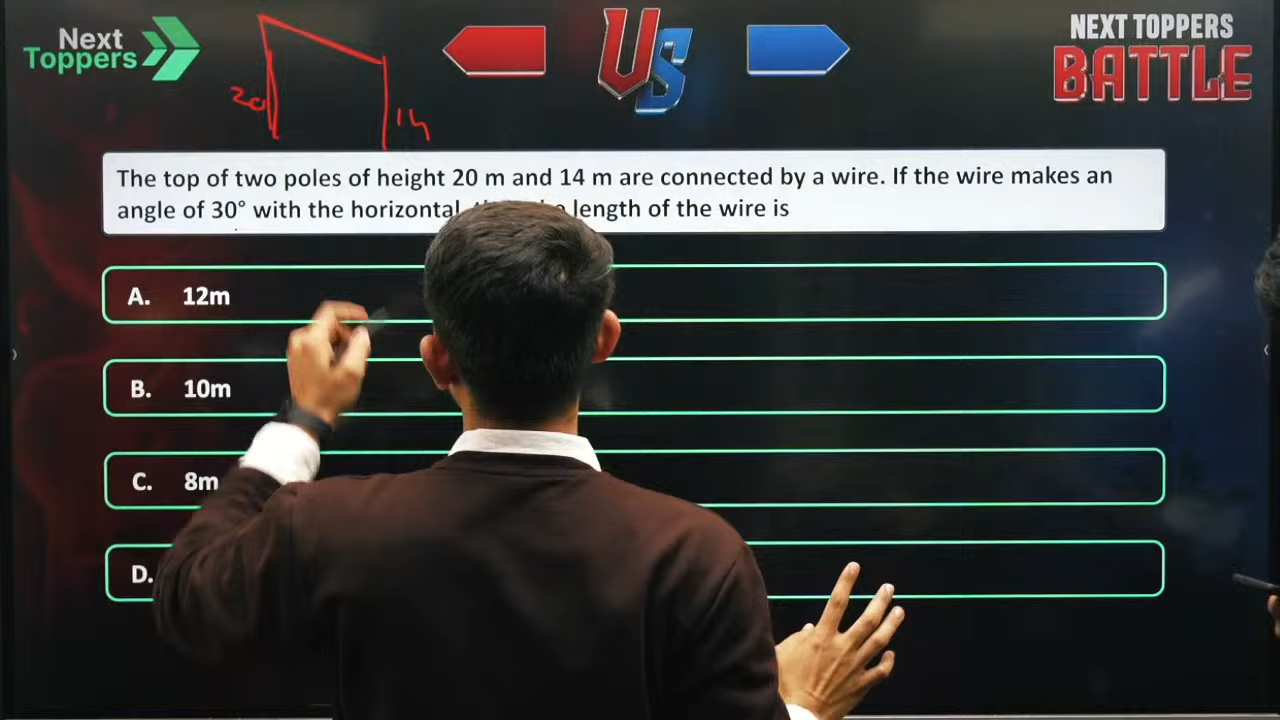 Next
Toppers
20
14
US
NEXT TOPPERS
BATTLE
The top of two poles of height 20 m and 14 m are connected by a wire. If the wire makes an
angle of 30° with the horizontal, length of the wire is
A. 12m
B. 10m
C. 8m
D.